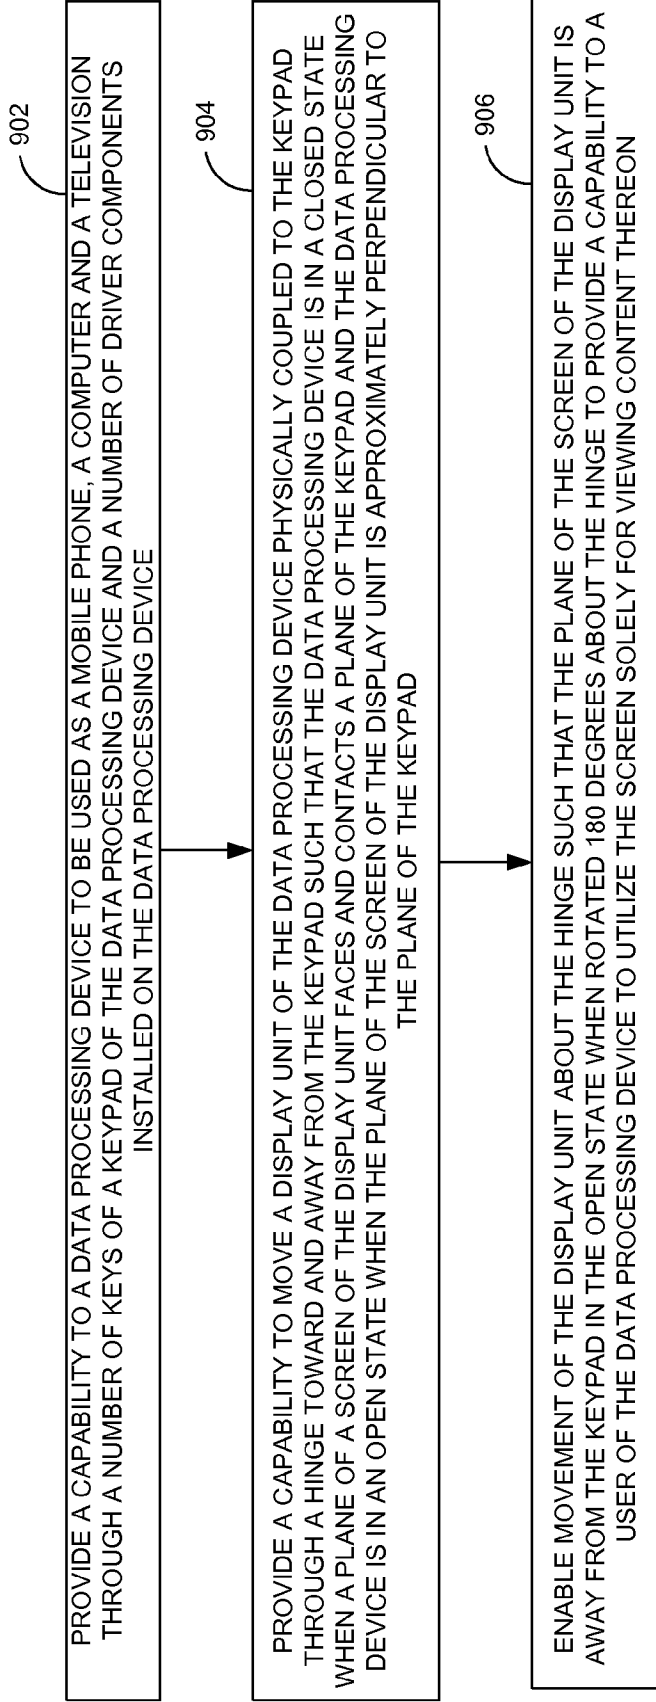 902
PROVIDE A CAPABILITY TO A DATA PROCESSING DEVICE TO BE USED AS A MOBILE PHONE, A COMPUTER AND A TELEVISION
THROUGH A NUMBER OF KEYS OF A KEYPAD OF THE DATA PROCESSING DEVICE AND A NUMBER OF DRIVER COMPONENTS
INSTALLED ON THE DATA PROCESSING DEVICE
904
PROVIDE A CAPABILITY TO MOVE A DISPLAY UNIT OF THE DATA PROCESSING DEVICE PHYSICALLY COUPLED TO THE KEYPAD
THROUGH A HINGE TOWARD AND AWAY FROM THE KEYPAD SUCH THAT THE DATA PROCESSING DEVICE IS IN A CLOSED STATE
WHEN A PLANE OF A SCREEN OF THE DISPLAY UNIT FACES AND CONTACTS A PLANE OF THE KEYPAD AND THE DATA PROCESSING
DEVICE IS IN AN OPEN STATE WHEN THE PLANE OF THE SCREEN OF THE DISPLAY UNIT IS APPROXIMATELY PERPENDICULAR TO
THE PLANE OF THE KEYPAD
906
ENABLE MOVEMENT OF THE DISPLAY UNIT ABOUT THE HINGE SUCH THAT THE PLANE OF THE SCREEN OF THE DISPLAY UNIT IS
AWAY FROM THE KEYPAD IN THE OPEN STATE WHEN ROTATED 180 DEGREES ABOUT THE HINGE TO PROVIDE A CAPABILITY TO A
USER OF THE DATA PROCESSING DEVICE TO UTILIZE THE SCREEN SOLELY FOR VIEWING CONTENT THEREON